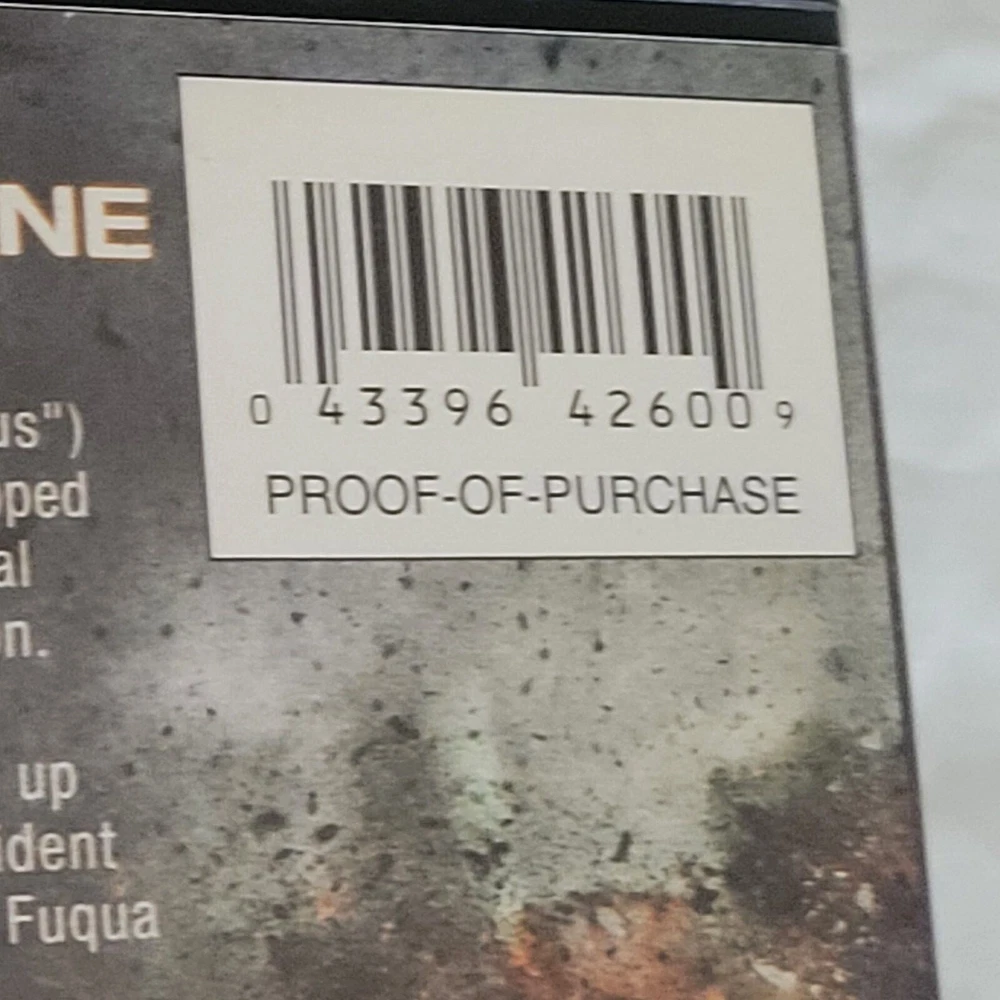 NE
0 43396 42600 9
PROOF-OF-PURCHASE
us")
pped
al
n.
up
ident
Fuqua